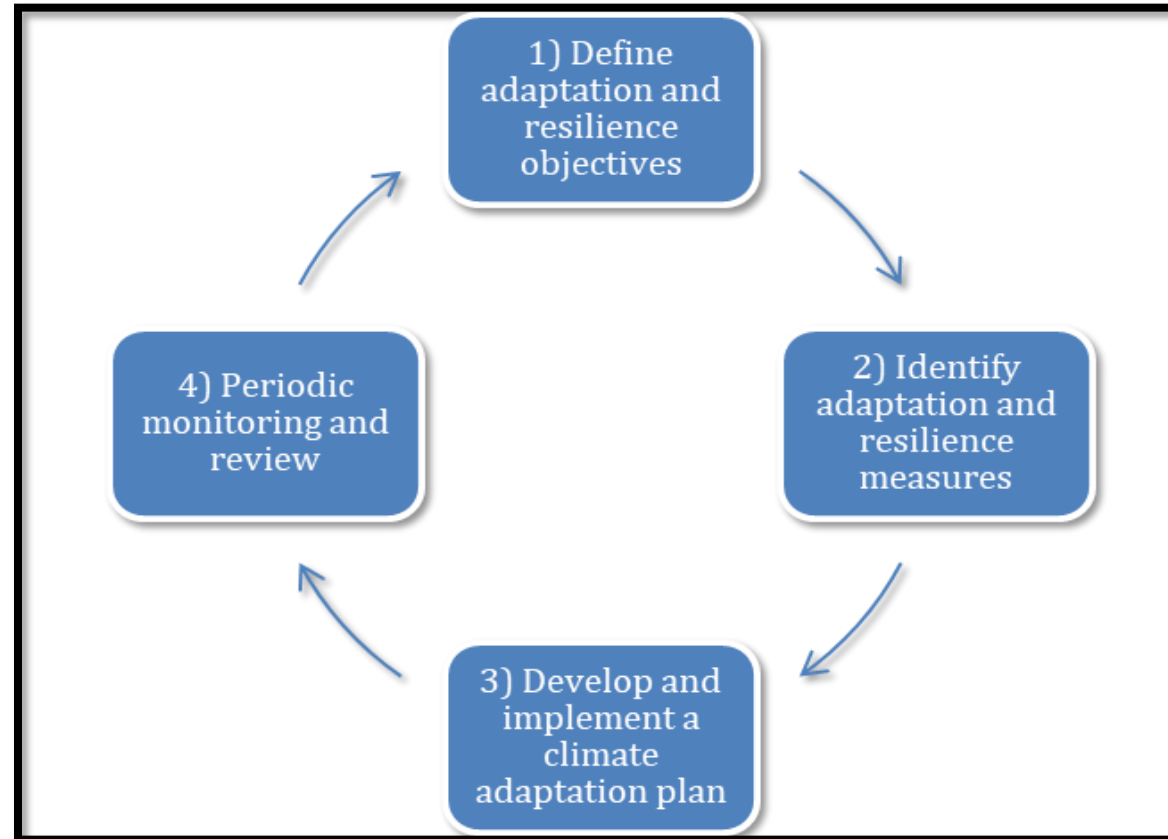 1) Define
adaptation and
resilience
objectives
2) Identify
adaptation and
resilience
measures
3) Develop and
implement a
climate
adaptation plan
4) Periodic
monitoring and
review